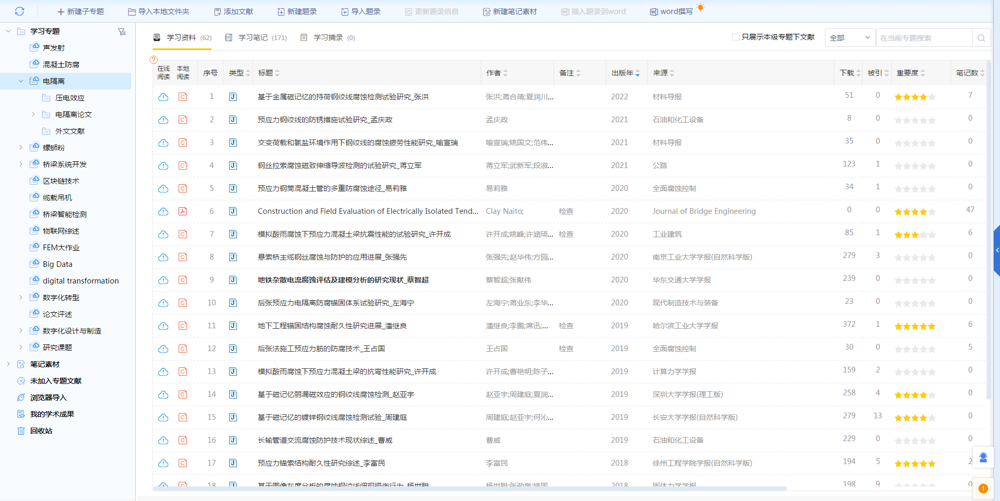 新建子专题 导入本地文件夹 添加文献 新建题录 导入题录 更新题录信息 新建笔记素材 插入题录到word word撰写
学习专题
声发射
混凝土防腐
电隔离
压电效应
电隔离论文
外文文献
螺蛳粉
桥梁系统开发
区块链技术
缆载吊机
桥梁智能检测
物联网综述
FEM大作业
Big Data
digital transformation
数字化转型
论文评述
数字化设计与制造
研究课题
笔记素材
未加入专题文献
浏览器导入
我的学术成果
回收站
学习资料 (62) 学习笔记 (171) 学习摘录 (0) 只展示本级专题下文献 全部 在当前专题搜索
在线阅读 本地阅读 序号 类型 标题 作者 备注 出版年 来源 下载 被引 重要度 笔记数
1 基于金属磁记忆的持荷钢绞线腐蚀检测试验研究_张洪 张洪;蒋合靖;夏润川... 2022 材料导报 51 0 7
2 预应力钢绞线的防锈措施试验研究_孟庆政 孟庆政 2021 石油和化工设备 8 0 0
3 交变荷载和氯盐环境作用下钢绞线的腐蚀疲劳性能研究_喻宣瑞 喻宣瑞;姚国文;范伟... 2021 材料导报 35 0 0
4 钢丝拉索腐蚀磁致伸缩导波检测的试验研究_蒋立军 蒋立军;武新军;段淑... 2021 公路 123 1 0
5 预应力钢筒混凝土管的多重防腐蚀途径_易莉雅 易莉雅 2020 全面腐蚀控制 34 1 0
6 Construction and Field Evaluation of Electrically Isolated Tend... Clay Naito; 检查 2020 Journal of Bridge Engineering 0 0 47
7 模拟酸雨腐蚀下预应力混凝土梁抗震性能的试验研究_许开成 许开成;姚峰;许涵琦... 检查 2020 工业建筑 85 1 6
8 悬索桥主缆钢丝腐蚀与防护的应用进展_张强先 张强先;赵华伟;方园... 2020 南京工业大学学报(自然科学版) 279 3 0
9 地铁杂散电流腐蚀评估及建模分析的研究现状_蔡智超 蔡智超;张献伟 2020 华东交通大学学报 239 0 0
10 后张预应力电隔离防腐锚固体系试验研究_左海宁 左海宁;蒋业东;李华... 2020 现代制造技术与装备 23 0 0
11 地下工程锚固结构腐蚀耐久性研究进展_潘继良 潘继良;李鹏;席迅;... 检查 2019 哈尔滨工业大学学报 372 1 6
12 后张法施工预应力筋的防腐技术_王占国 王占国 检查 2019 全面腐蚀控制 30 0 5
13 模拟酸雨腐蚀下预应力混凝土梁的抗弯性能研究_许开成 许开成;曹艳明;陈子... 2019 计算力学学报 159 2 0
14 基于磁记忆弱漏磁效应的钢绞线腐蚀检测_赵亚宇 赵亚宇;周建庭;夏润... 2019 深圳大学学报(理工版) 258 4 0
15 基于磁记忆的镀锌钢绞线腐蚀检测试验_周建庭 周建庭;赵亚宇;何沁... 2019 长安大学学报(自然科学版) 279 13 0
16 长输管道交流腐蚀防护技术现状综述_曹威 曹威 2019 石油和化工设备 229 0 0
17 预应力锚索结构耐久性研究综述_李富民 李富民 2018 徐州工程学院学报(自然科学版) 194 5 2
18 基于图像灰度分析的腐蚀钢绞线细观损伤行为_杨世聪 杨世聪;张劲泉;姚国... 2018 固体力学学报 198 9 0